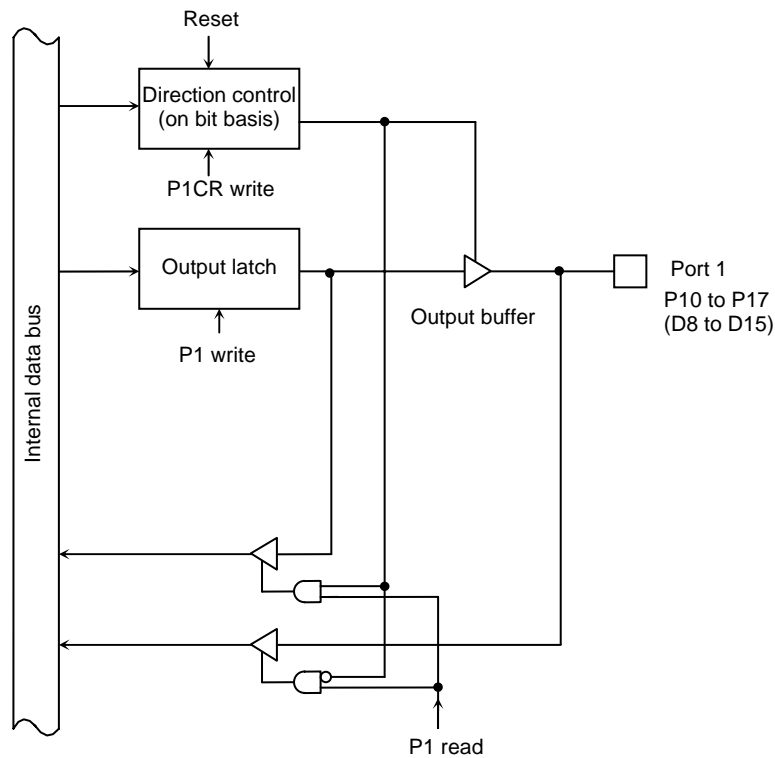 Reset
Direction control
(on bit basis)
P1CR write
Output latch
Output buffer
Port 1
P10 to P17
(D8 to D15)
P1 write
Internal data bus
P1 read